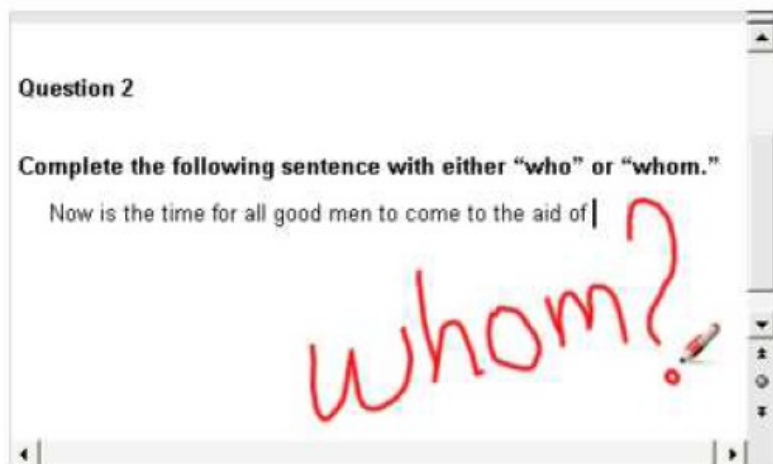 Question 2
Complete the following sentence with either “who” or “whom.”
Now is the time for all good men to come to the aid of
whom?